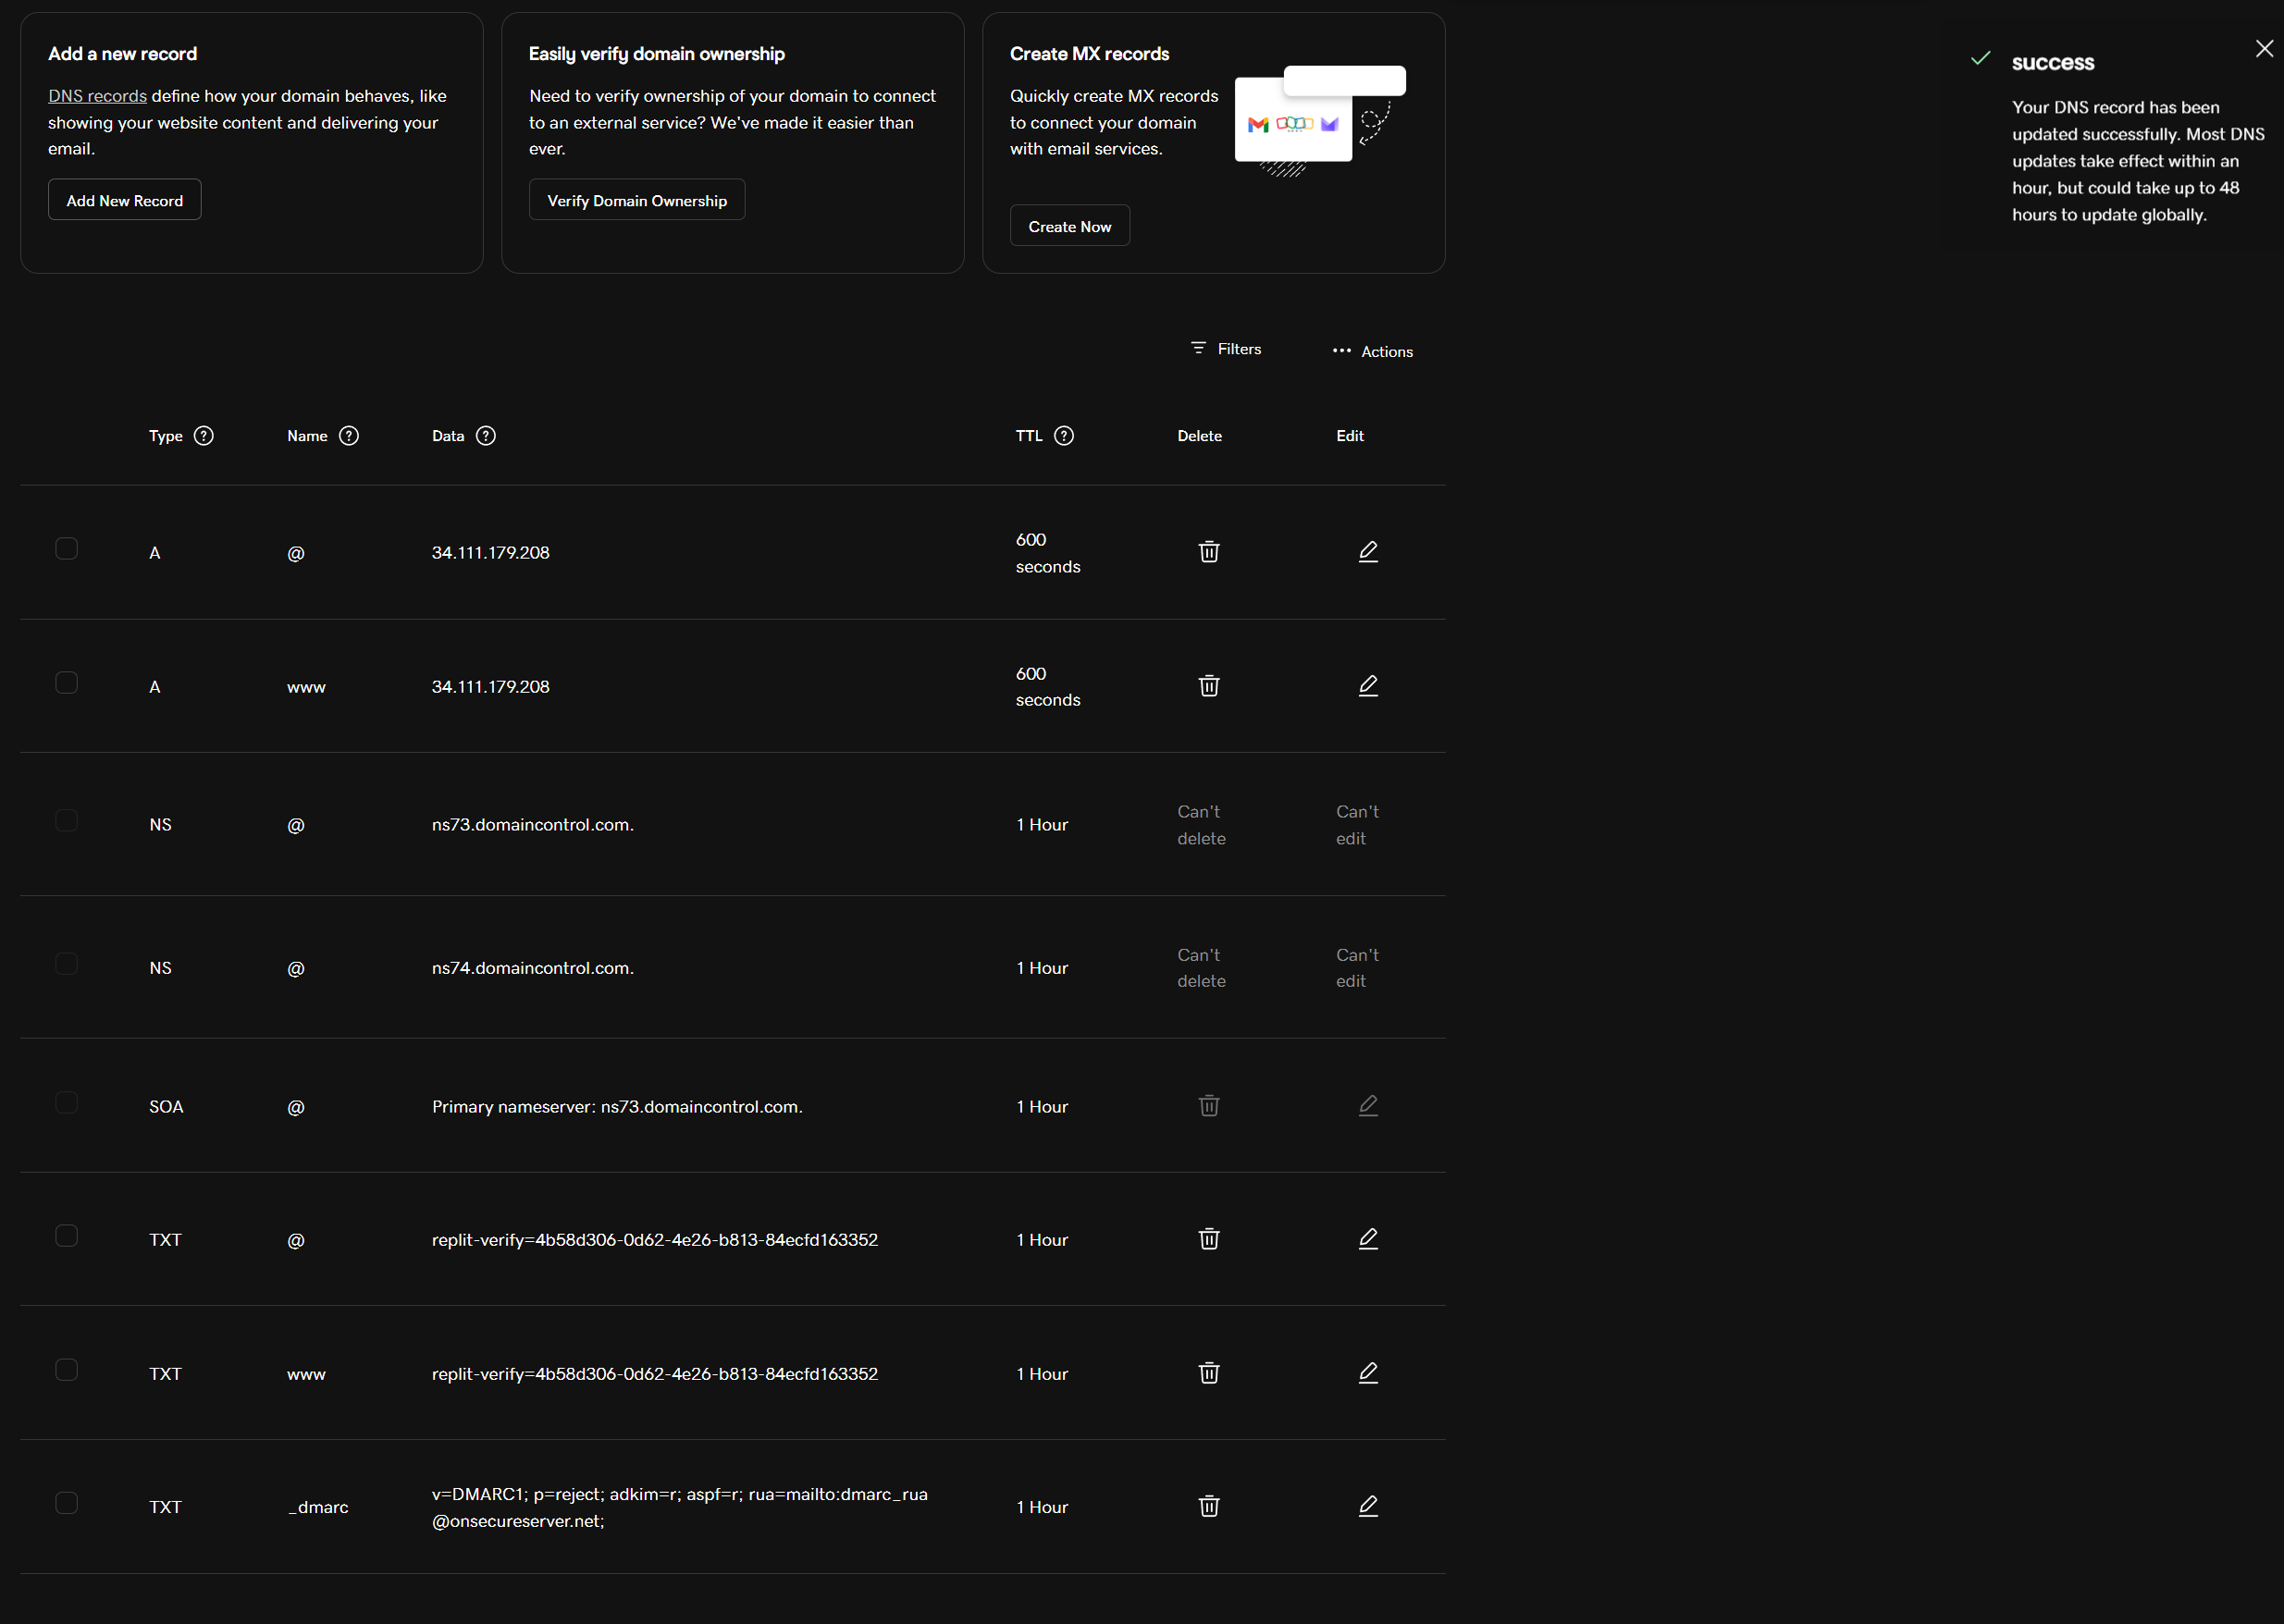 Add a new record
DNS records define how your domain behaves, like
showing your website content and delivering your
email.
Add New Record
Easily verify domain ownership
Need to verify ownership of your domain to connect
to an external service? We've made it easier than
ever.
Verify Domain Ownership
Create MX records
Quickly create MX records
to connect your domain
with email services.
Create Now
success
Your DNS record has been
updated successfully. Most DNS
updates take effect within an
hour, but could take up to 48
hours to update globally.
Filters
Actions
Type Name Data TTL Delete Edit
A @ 34.111.179.208 600
seconds
A www 34.111.179.208 600
seconds
NS @ ns73.domaincontrol.com. 1 Hour Can't
delete Can't
edit
NS @ ns74.domaincontrol.com. 1 Hour Can't
delete Can't
edit
SOA @ Primary nameserver: ns73.domaincontrol.com. 1 Hour
TXT @ replit-verify=4b58d306-0d62-4e26-b813-84ecfd163352 1 Hour
TXT www replit-verify=4b58d306-0d62-4e26-b813-84ecfd163352 1 Hour
TXT _dmarc v=DMARC1; p=reject; adkim=r; aspf=r; rua=mailto:dmarc_rua
@onsecureserver.net; 1 Hour